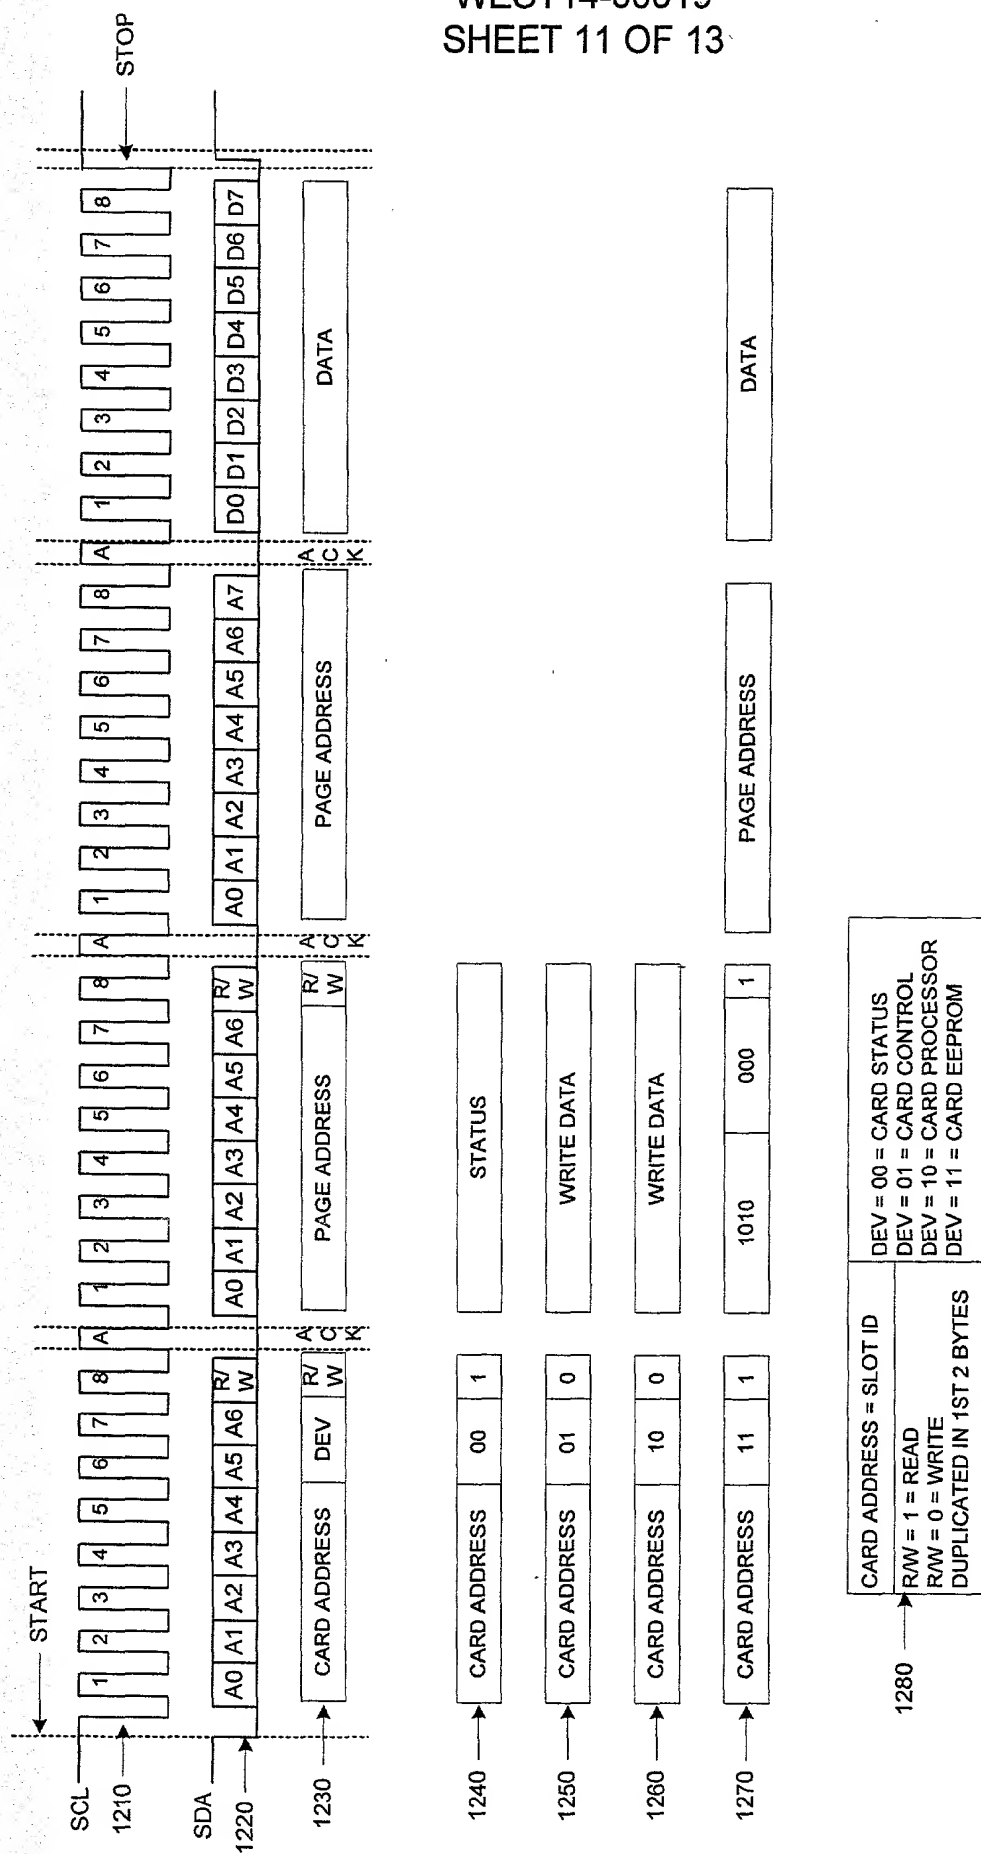 SHEET 11 OF 13
START
STOP
SCL
1210
1 2 3 4 5 6 7 8 A 1 2 3 4 5 6 7 8 A 1 2 3 4 5 6 7 8 A 1 2 3 4 5 6 7 8
SDA
1220
A0 A1 A2 A3 A4 A5 A6 R/W A0 A1 A2 A3 A4 A5 A6 R/W A0 A1 A2 A3 A4 A5 A6 A7 D0 D1 D2 D3 D4 D5 D6 D7
1230
CARD ADDRESS DEV R/W ACK PAGE ADDRESS R/W ACK PAGE ADDRESS ACK DATA
1240 CARD ADDRESS 00 1 STATUS
1250 CARD ADDRESS 01 0 WRITE DATA
1260 CARD ADDRESS 10 0 WRITE DATA
1270 CARD ADDRESS 11 1 1010 000 1 PAGE ADDRESS DATA
1280
CARD ADDRESS = SLOT ID
R/W = 1 = READ
R/W = 0 = WRITE
DUPLICATED IN 1ST 2 BYTES
DEV = 00 = CARD STATUS
DEV = 01 = CARD CONTROL
DEV = 10 = CARD PROCESSOR
DEV = 11 = CARD EEPROM